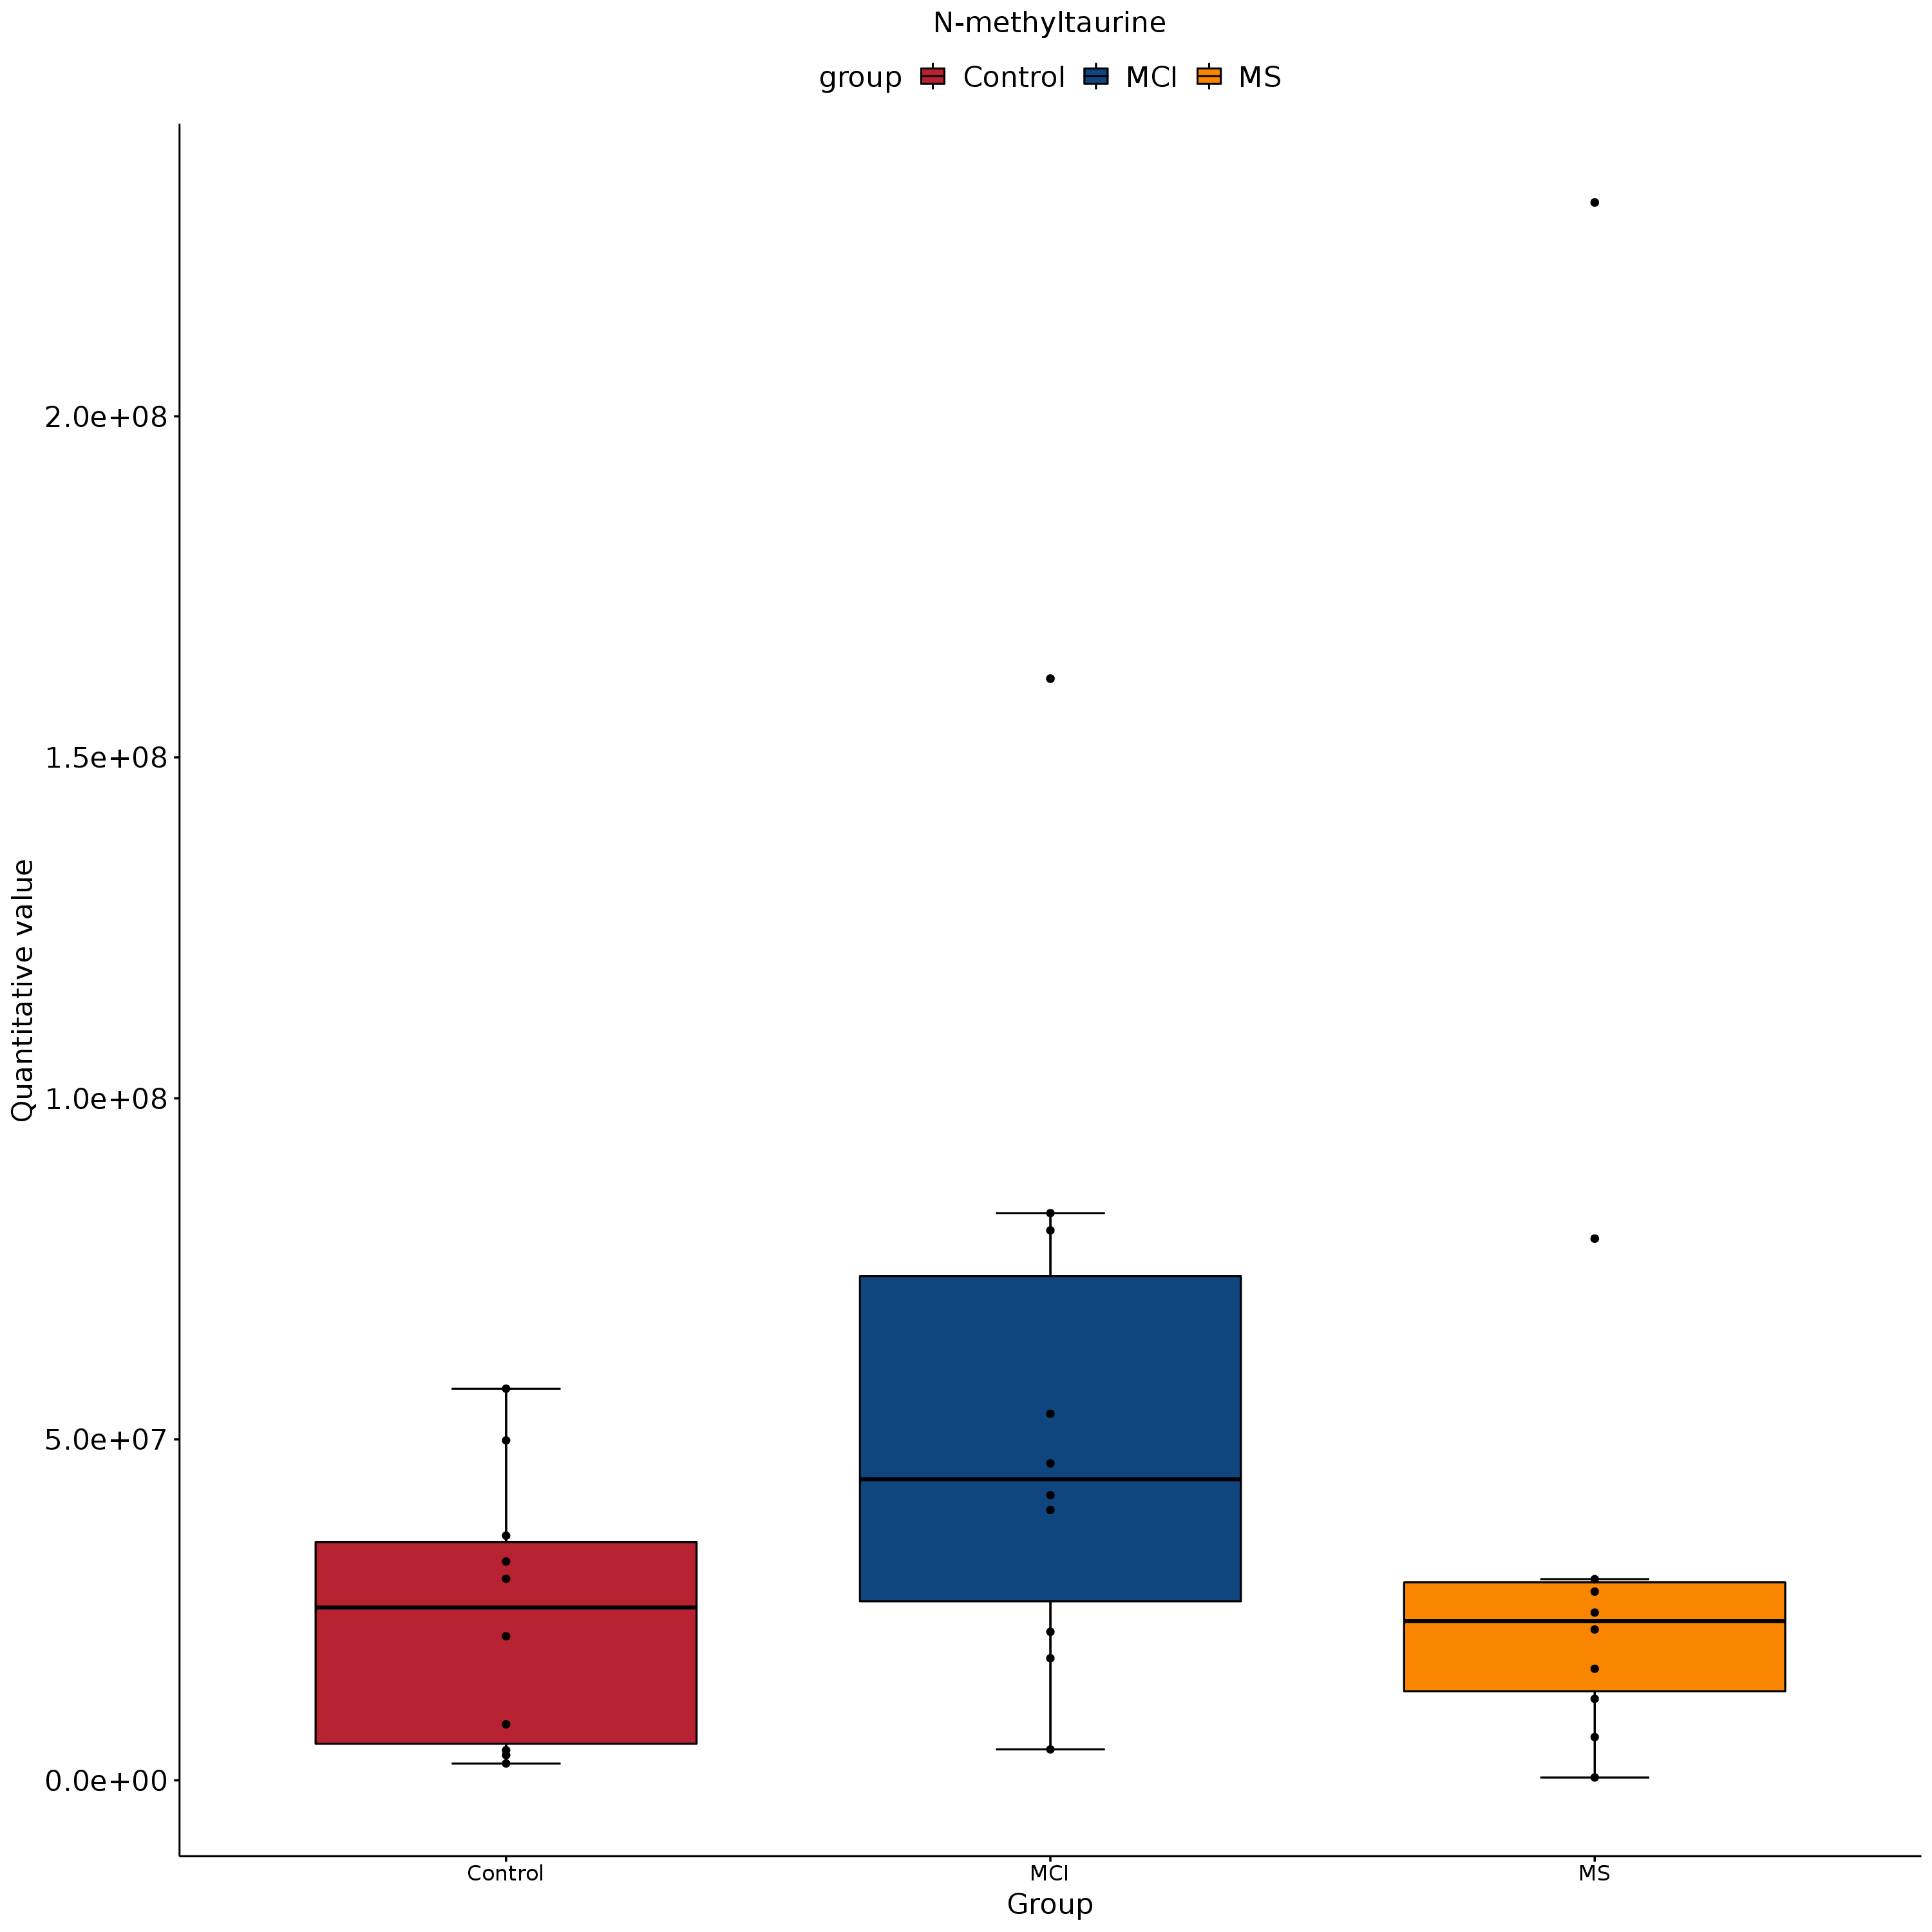 N-methyltaurine
group Control MCI MS
Quantitative value
2.0e+08
1.5e+08
1.0e+08
5.0e+07
0.0e+00
Control MCI MS
Group